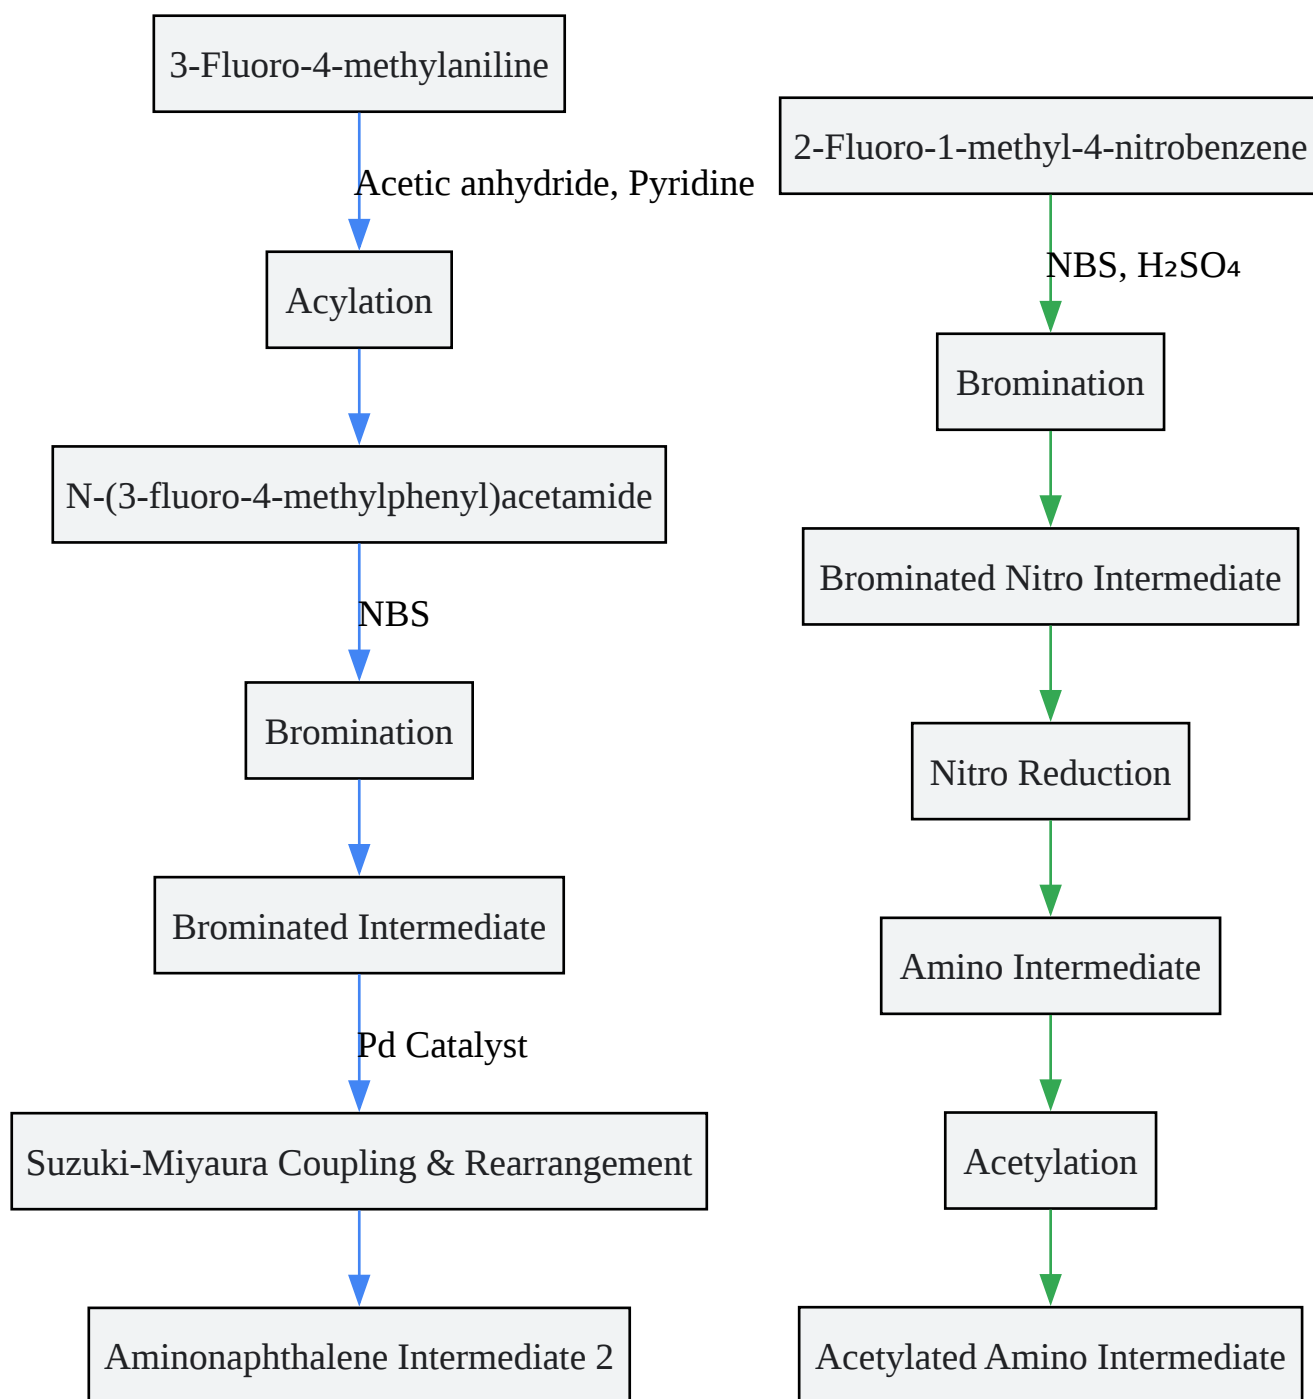 3-Fluoro-4-methylaniline
Acetic anhydride, Pyridine
Acylation
N-(3-fluoro-4-methylphenyl)acetamide
NBS
Bromination
Brominated Intermediate
Pd Catalyst
Suzuki-Miyaura Coupling & Rearrangement
Aminonaphthalene Intermediate 2
2-Fluoro-1-methyl-4-nitrobenzene
NBS, H₂SO₄
Bromination
Brominated Nitro Intermediate
Nitro Reduction
Amino Intermediate
Acetylation
Acetylated Amino Intermediate